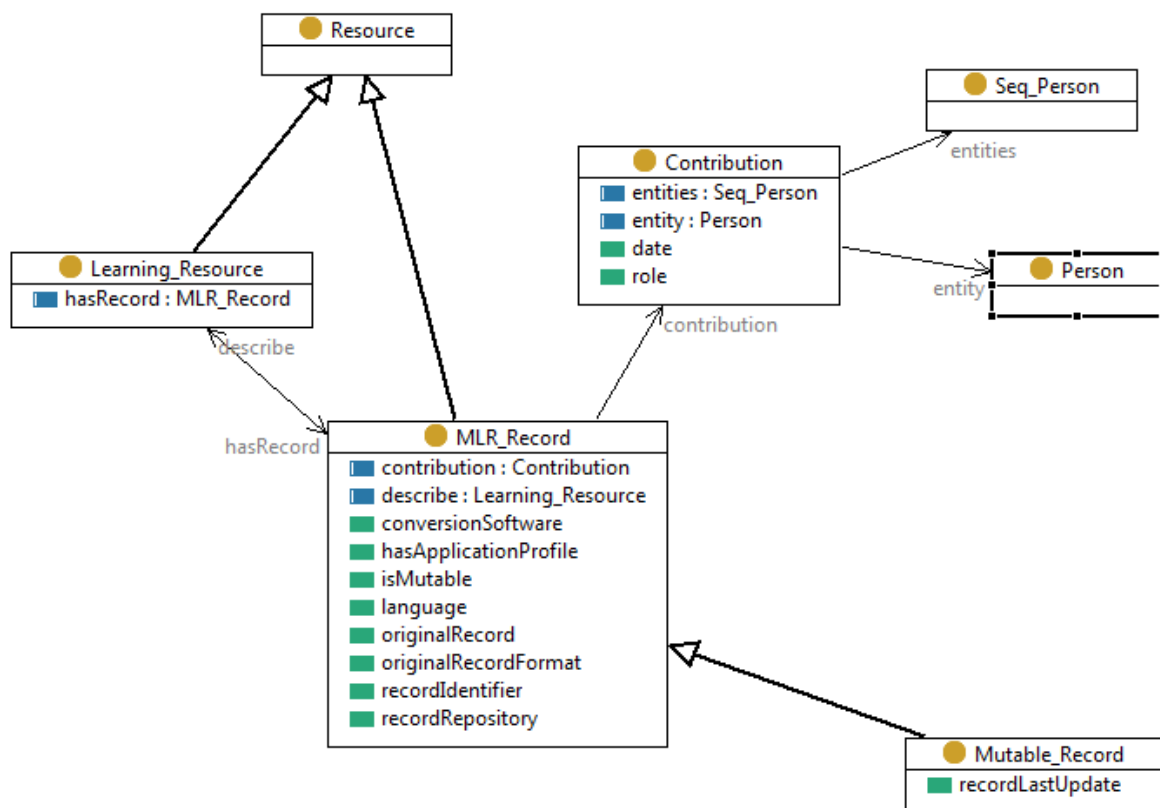 Resource
Seq_Person
entities
Contribution
entities : Seq_Person
entity : Person
date
role
Learning_Resource
hasRecord : MLR_Record
Person
entity
contribution
describe
hasRecord
MLR_Record
contribution : Contribution
describe : Learning_Resource
conversionSoftware
hasApplicationProfile
isMutable
language
originalRecord
originalRecordFormat
recordIdentifier
recordRepository
Mutable_Record
recordLastUpdate